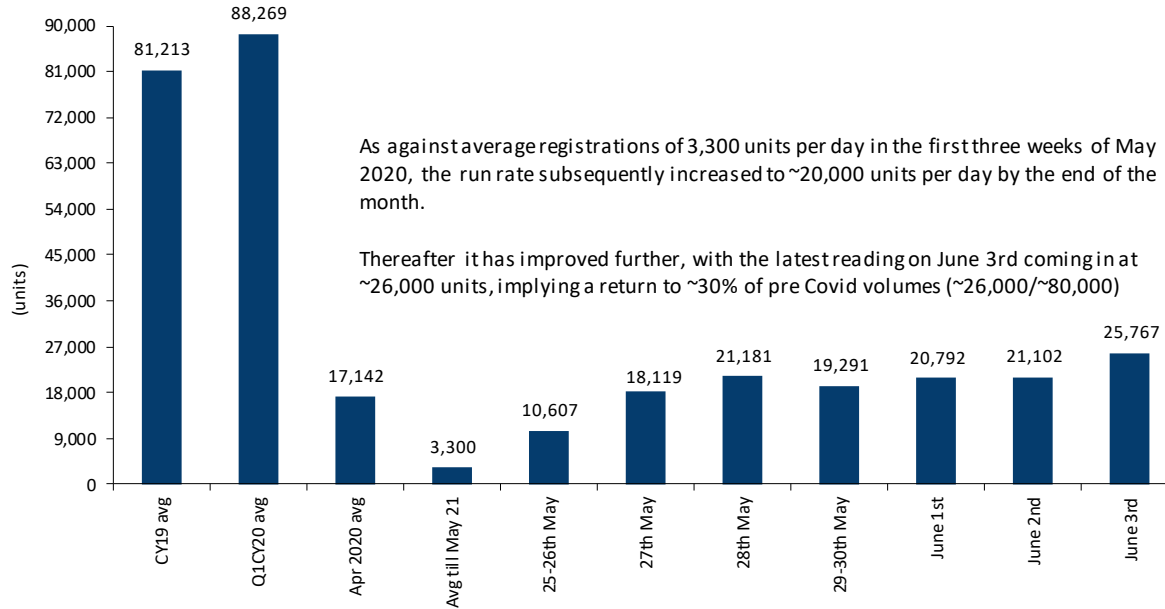 90,000
81,000
72,000
63,000
54,000
45,000
36,000
27,000
18,000
9,000
0
(units)
81,213
88,269
17,142
3,300
10,607
18,119
21,181
19,291
20,792
21,102
25,767
As against average registrations of 3,300 units per day in the first three weeks of May
2020, the run rate subsequently increased to ~20,000 units per day by the end of the
month.
Thereafter it has improved further, with the latest reading on June 3rd coming in at
~26,000 units, implying a return to ~30% of pre Covid volumes (~26,000/~80,000)
CY19 avg
Q1CY20 avg
Apr 2020 avg
Avg till May 21
25-26th May
27th May
28th May
29-30th May
June 1st
June 2nd
June 3rd